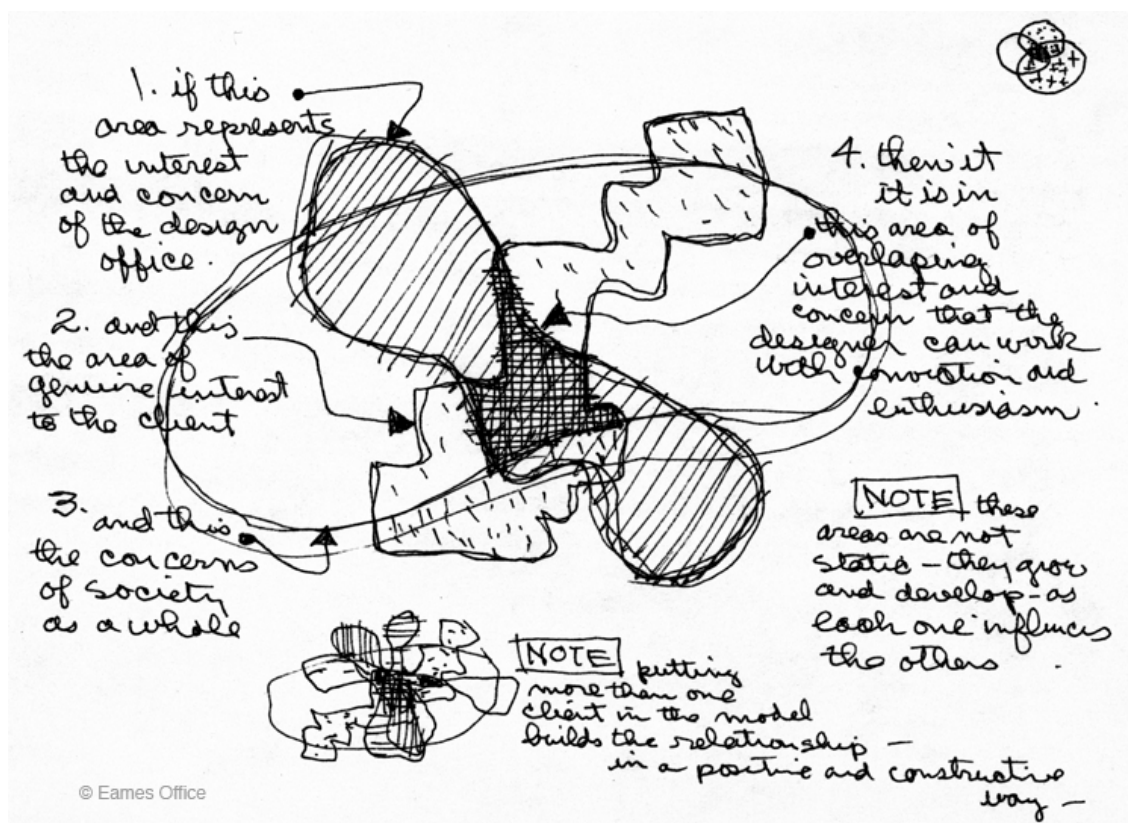 1. if this
area represents
the interest
and concern
of the design
office.
2. and this
the area of
genuine interest
to the client
3. and this
the concerns
of society
as a whole
4. then it
it is in
this area of
overlaping
interest and
concern that the
designer can work
with conviction and
enthusiasm.
NOTE these
areas are not
static – they grow
and develop – as
each one influences
the others.
NOTE putting
more than one
client in the model
builds the relationship –
in a positive and constructive
way –
© Eames Office